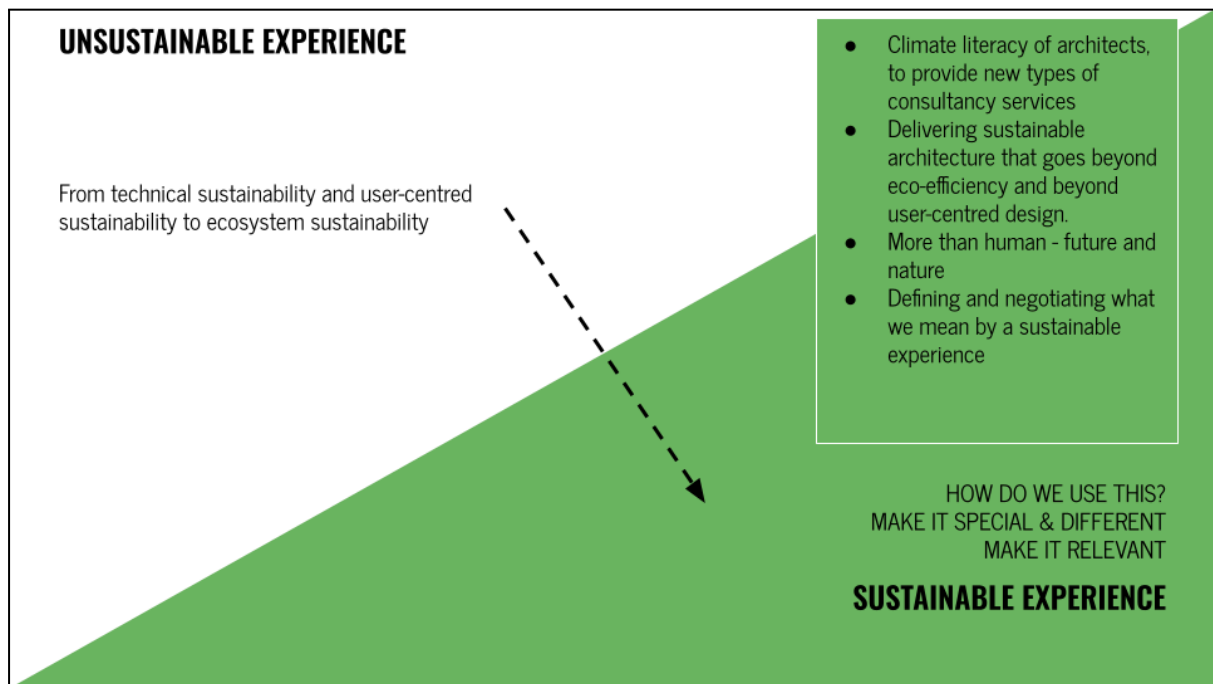 UNSUSTAINABLE EXPERIENCE
From technical sustainability and user-centred
sustainability to ecosystem sustainability
● Climate literacy of architects,
to provide new types of
consultancy services
● Delivering sustainable
architecture that goes beyond
eco-efficiency and beyond
user-centred design.
● More than human - future and
nature
● Defining and negotiating what
we mean by a sustainable
experience
HOW DO WE USE THIS?
MAKE IT SPECIAL & DIFFERENT
MAKE IT RELEVANT
SUSTAINABLE EXPERIENCE